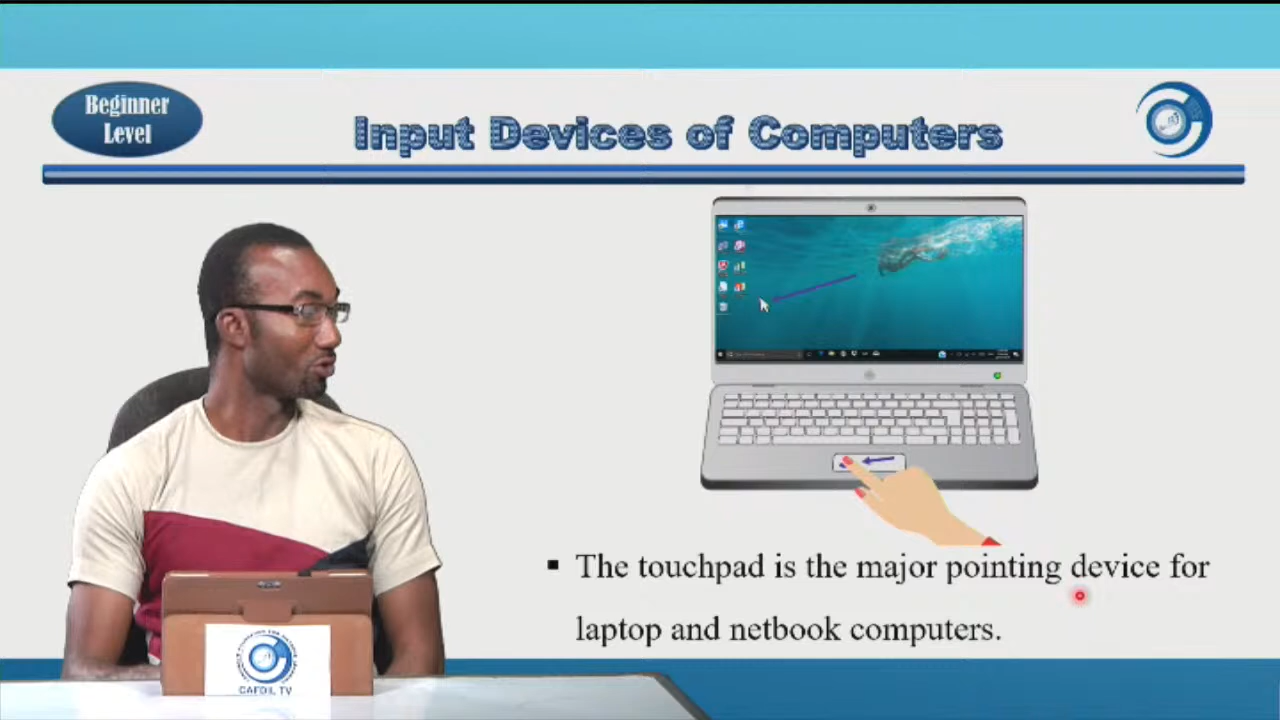 Beginner
Level
Input Devices of Computers
▪ The touchpad is the major pointing device for
laptop and netbook computers.
CAFDIL TV